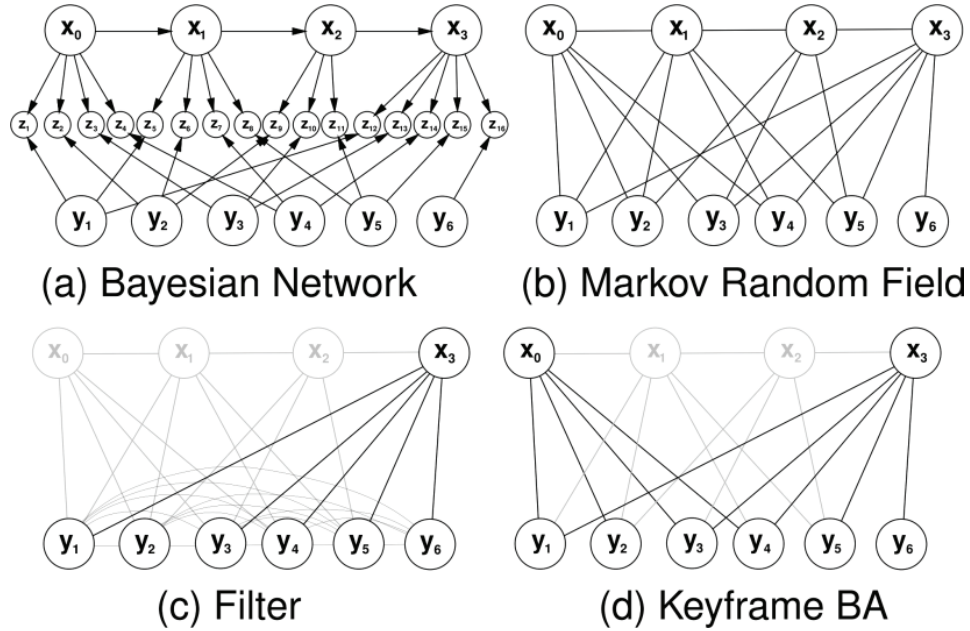 x₀ x₁ x₂ x₃ x₀ x₁ x₂ x₃
z₁ z₂ z₃ z₄ z₅ z₆ z₇ z₈ z₉ z₁₀ z₁₁ z₁₂ z₁₃ z₁₄ z₁₅ z₁₆
y₁ y₂ y₃ y₄ y₅ y₆ y₁ y₂ y₃ y₄ y₅ y₆
(a) Bayesian Network (b) Markov Random Field
x₀ x₁ x₂ x₃ x₀ x₁ x₂ x₃
y₁ y₂ y₃ y₄ y₅ y₆ y₁ y₂ y₃ y₄ y₅ y₆
(c) Filter (d) Keyframe BA